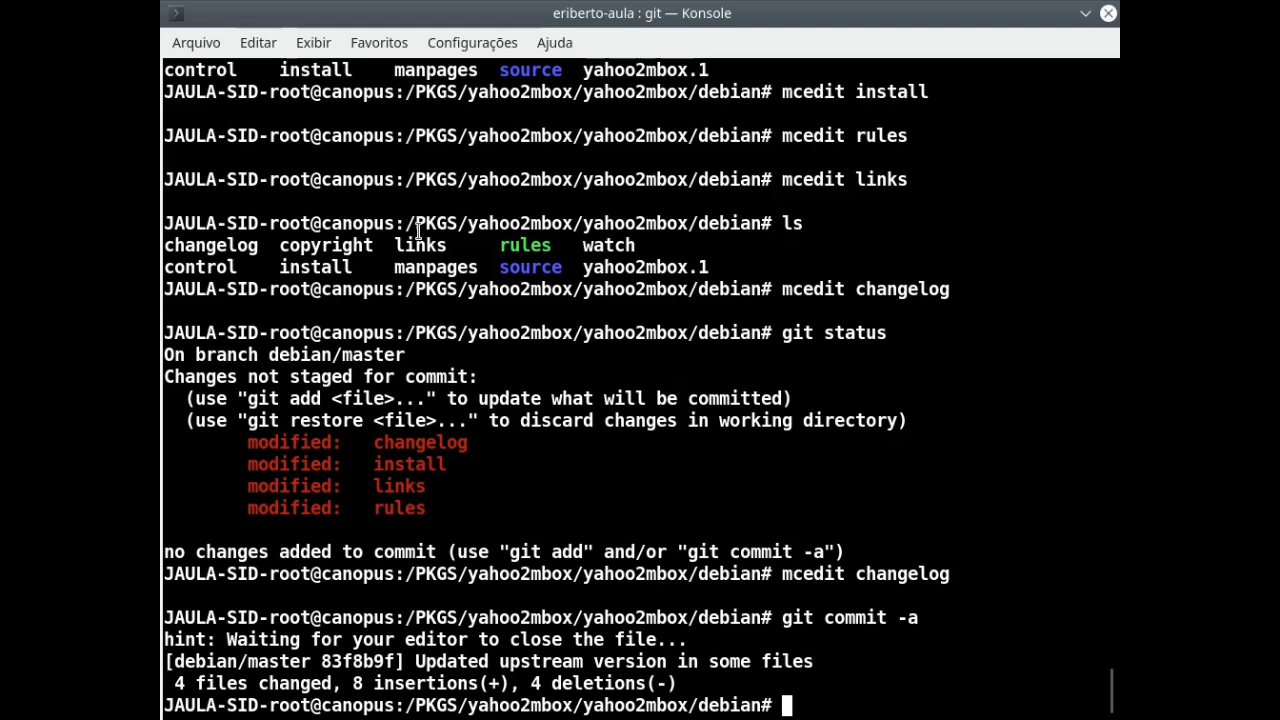 eriberto-aula : git — Konsole
Arquivo Editar Exibir Favoritos Configurações Ajuda
control install manpages source yahoo2mbox.1
JAULA-SID-root@canopus:/PKGS/yahoo2mbox/yahoo2mbox/debian# mcedit install
JAULA-SID-root@canopus:/PKGS/yahoo2mbox/yahoo2mbox/debian# mcedit rules
JAULA-SID-root@canopus:/PKGS/yahoo2mbox/yahoo2mbox/debian# mcedit links
JAULA-SID-root@canopus:/PKGS/yahoo2mbox/yahoo2mbox/debian# ls
changelog copyright links rules watch
control install manpages source yahoo2mbox.1
JAULA-SID-root@canopus:/PKGS/yahoo2mbox/yahoo2mbox/debian# mcedit changelog
JAULA-SID-root@canopus:/PKGS/yahoo2mbox/yahoo2mbox/debian# git status
On branch debian/master
Changes not staged for commit:
(use "git add <file>..." to update what will be committed)
(use "git restore <file>..." to discard changes in working directory)
modified: changelog
modified: install
modified: links
modified: rules
no changes added to commit (use "git add" and/or "git commit -a")
JAULA-SID-root@canopus:/PKGS/yahoo2mbox/yahoo2mbox/debian# mcedit changelog
JAULA-SID-root@canopus:/PKGS/yahoo2mbox/yahoo2mbox/debian# git commit -a
hint: Waiting for your editor to close the file...
[debian/master 83f8b9f] Updated upstream version in some files
4 files changed, 8 insertions(+), 4 deletions(-)
JAULA-SID-root@canopus:/PKGS/yahoo2mbox/yahoo2mbox/debian#